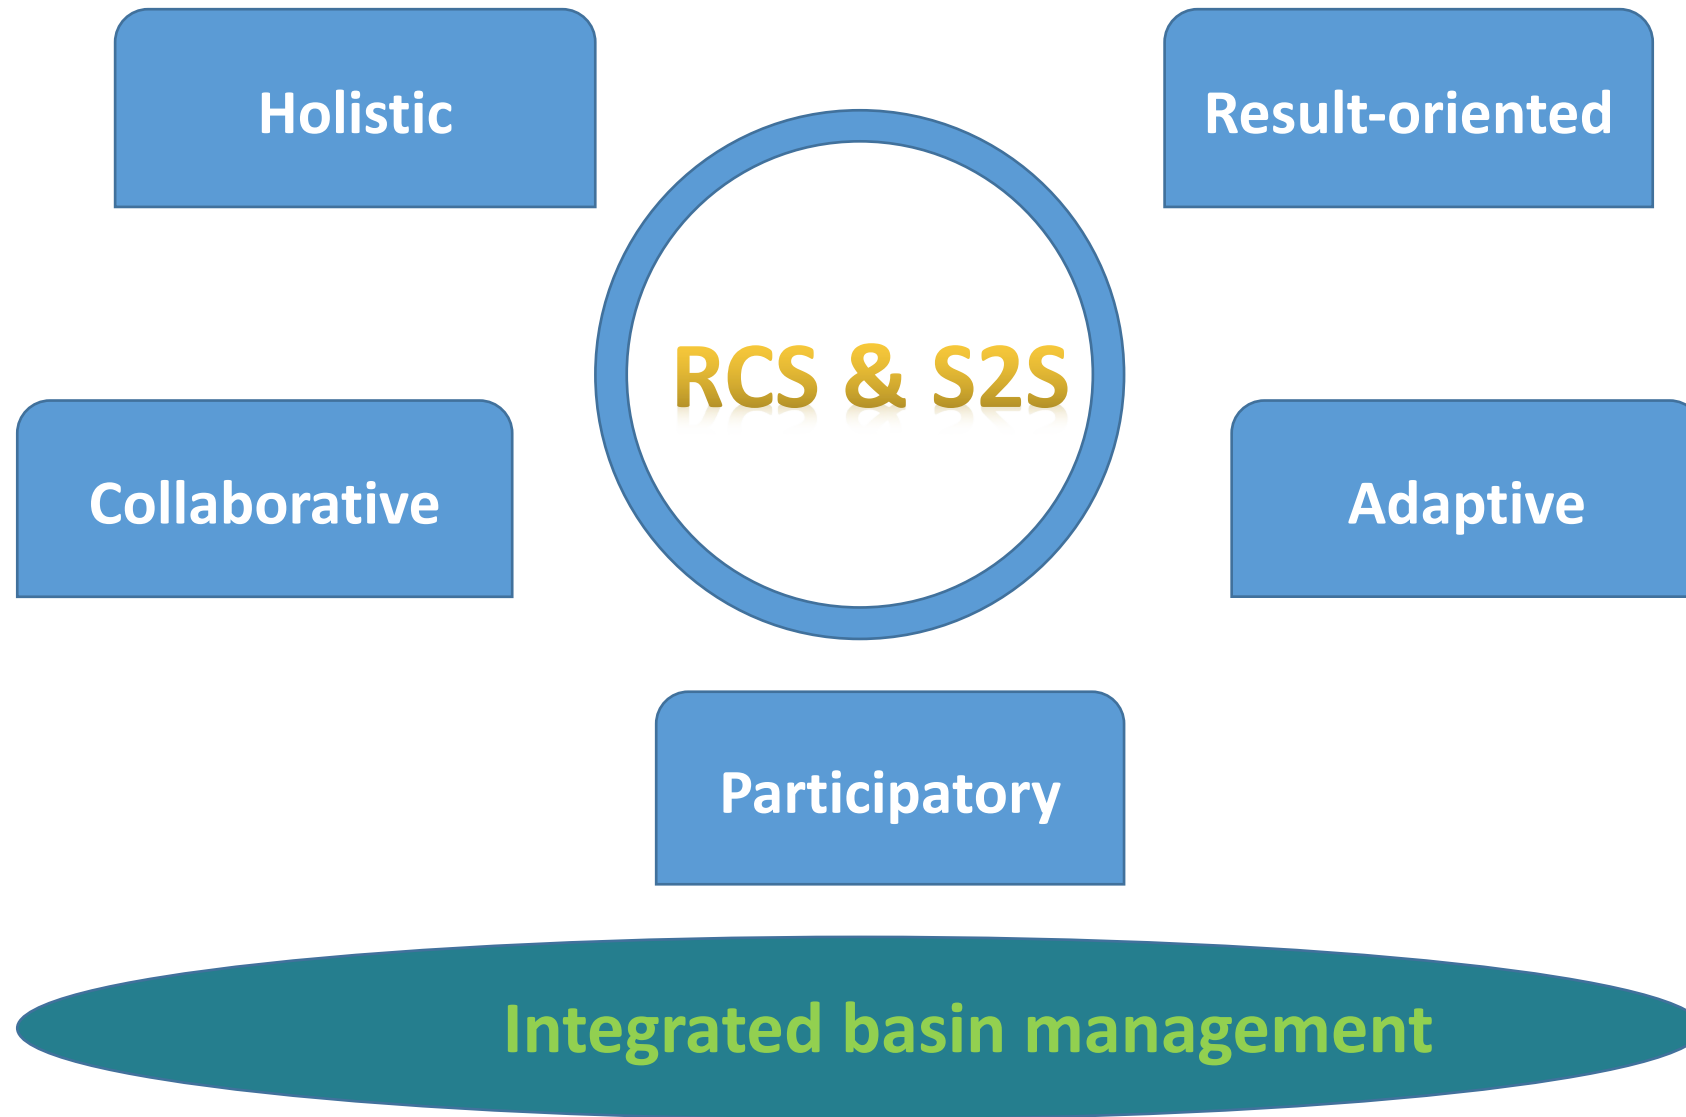 Holistic
Result-oriented
RCS & S2S
Collaborative
Adaptive
Participatory
Integrated basin management